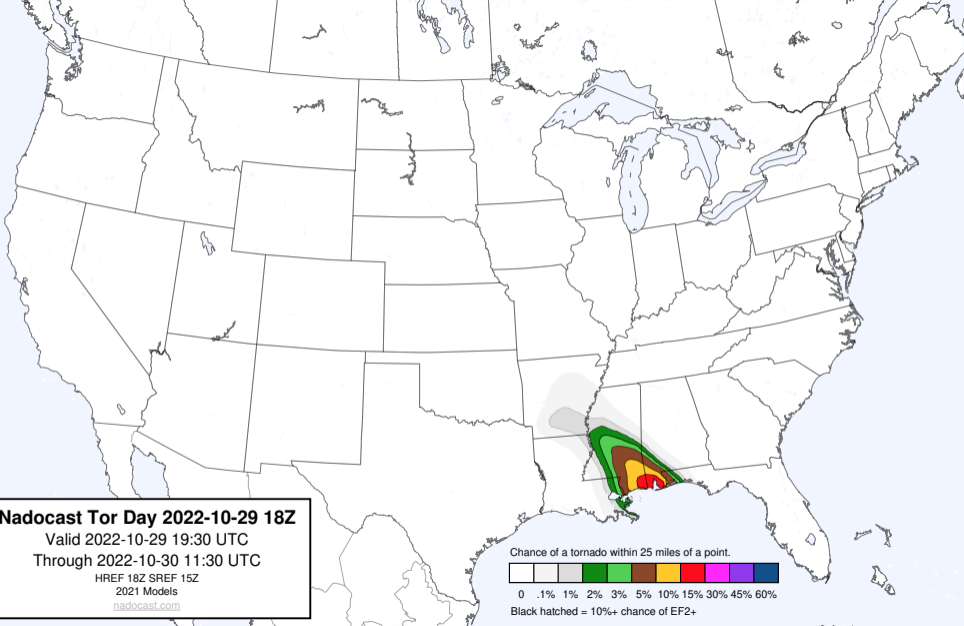 Nadocast Tor Day 2022-10-29 18Z
Valid 2022-10-29 19:30 UTC
Through 2022-10-30 11:30 UTC
HREF 18Z SREF 15Z
2021 Models
nadocast.com
Chance of a tornado within 25 miles of a point.
0 .1% 1% 2% 3% 5% 10% 15% 30% 45% 60%
Black hatched = 10%+ chance of EF2+